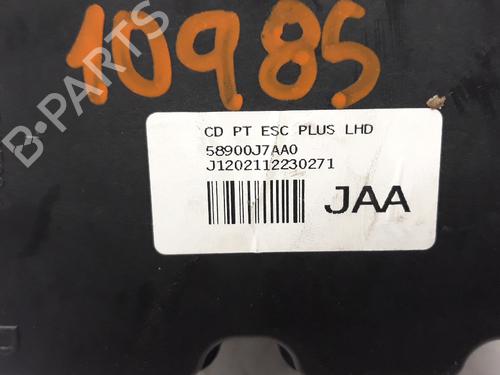 10985
B-PARTS
CD PT ESC PLUS LHD
58900J7AA0
J1202112230271
JAA